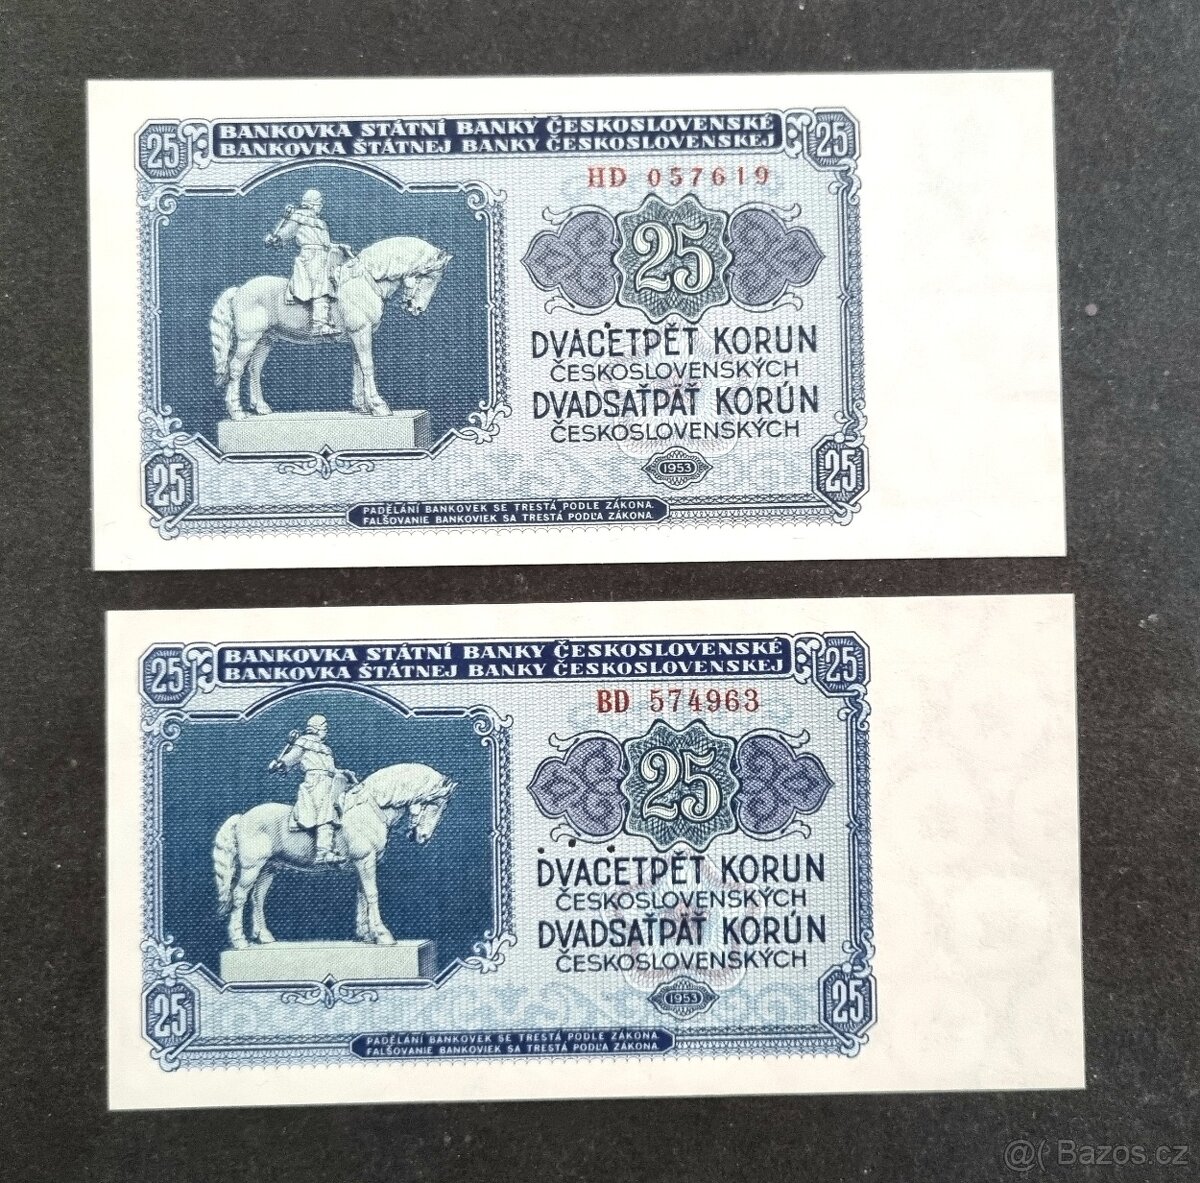 BANKOVKA STÁTNÍ BANKY ČESKOSLOVENSKÉ
BANKOVKA ŠTÁTNEJ BANKY ČESKOSLOVENSKEJ
25 25
HD 057619
25
DVACETPĚT KORUN
ČESKOSLOVENSKÝCH
DVADSAŤPÄŤ KORÚN
ČESKOSLOVENSKÝCH
1953
25 25
PADĚLÁNÍ BANKOVEK SE TRESTÁ PODLE ZÁKONA.
FALŠOVANIE BANKOVIEK SA TRESTÁ PODĽA ZÁKONA.
BANKOVKA STÁTNÍ BANKY ČESKOSLOVENSKÉ
BANKOVKA ŠTÁTNEJ BANKY ČESKOSLOVENSKEJ
25 25
BD 574963
25
DVACETPĚT KORUN
ČESKOSLOVENSKÝCH
DVADSAŤPÄŤ KORÚN
ČESKOSLOVENSKÝCH
1953
25 25
PADĚLÁNÍ BANKOVEK SE TRESTÁ PODLE ZÁKONA.
FALŠOVANIE BANKOVIEK SA TRESTÁ PODĽA ZÁKONA.
@( Bazos.cz